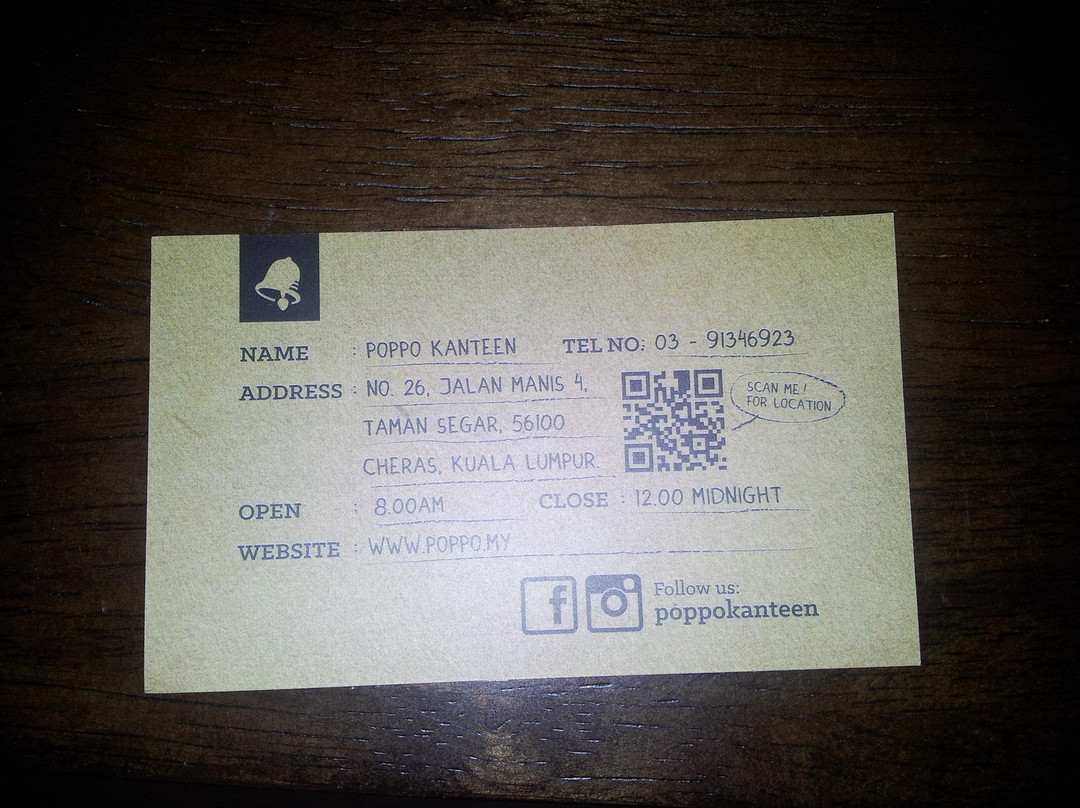 NAME : POPPO KANTEEN TEL NO: 03 - 91346923
ADDRESS : NO. 26, JALAN MANIS 4,
TAMAN SEGAR, 56100
CHERAS, KUALA LUMPUR.
SCAN ME!
FOR LOCATION
OPEN : 8.00AM CLOSE : 12.00 MIDNIGHT
WEBSITE : WWW.POPPO.MY
f
Follow us:
poppokanteen